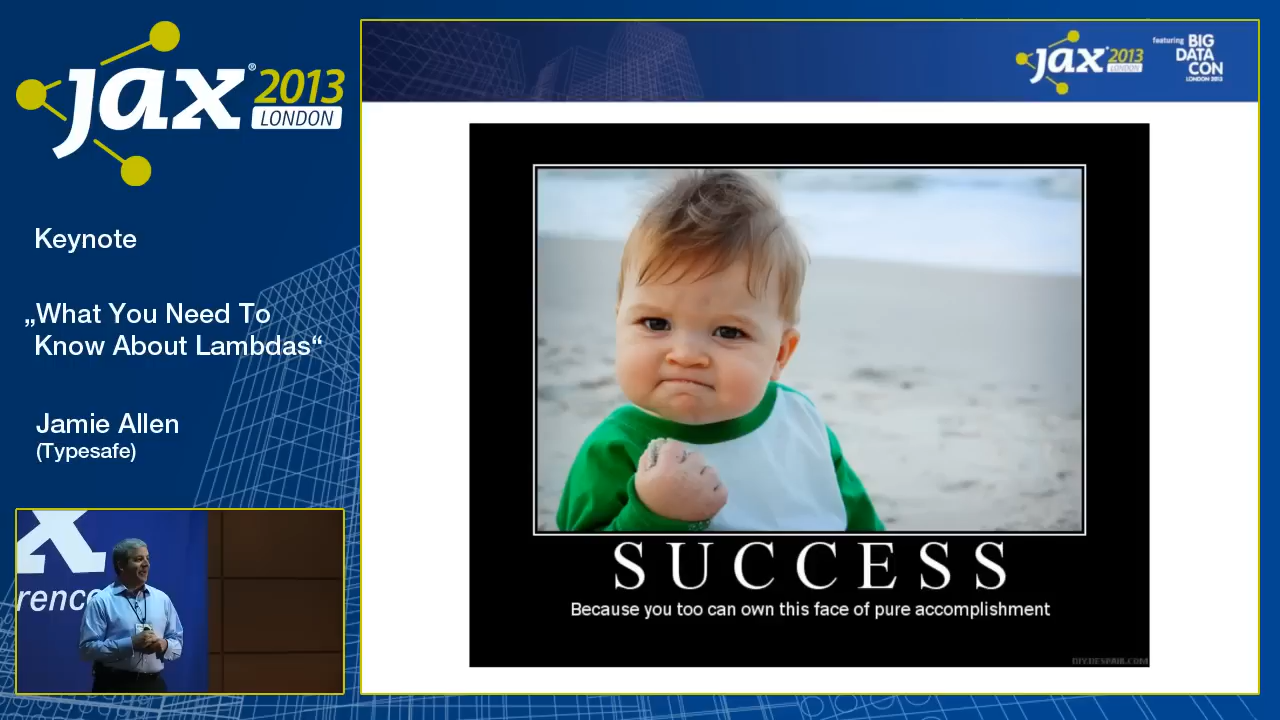 jax® 2013
LONDON
Keynote
„What You Need To
Know About Lambdas“
Jamie Allen
(Typesafe)
X
rence
jax® 2013
LONDON
featuring BIG
DATA
CON
LONDON 2013
SUCCESS
Because you too can own this face of pure accomplishment
DIY.DESPAIR.COM